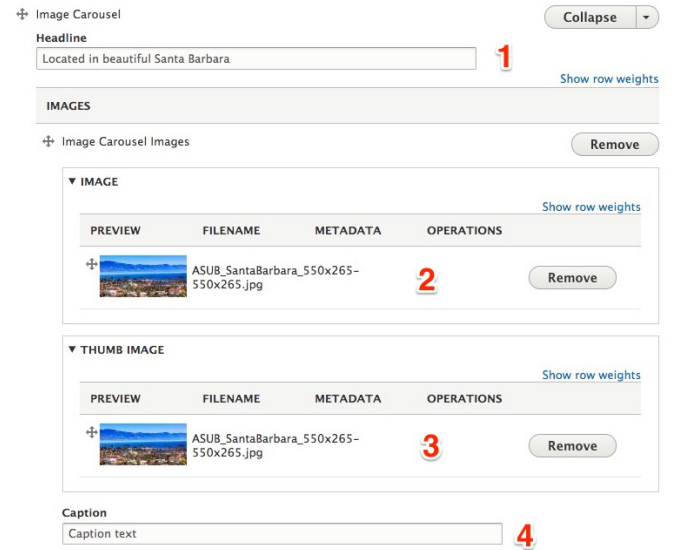 Image Carousel
Collapse
Headline
Located in beautiful Santa Barbara
1
Show row weights
IMAGES
Image Carousel Images
Remove
IMAGE
Show row weights
PREVIEW FILENAME METADATA OPERATIONS
ASUB_SantaBarbara_550x265-
550x265.jpg
2
Remove
THUMB IMAGE
Show row weights
PREVIEW FILENAME METADATA OPERATIONS
ASUB_SantaBarbara_550x265-
550x265.jpg
3
Remove
Caption
Caption text
4